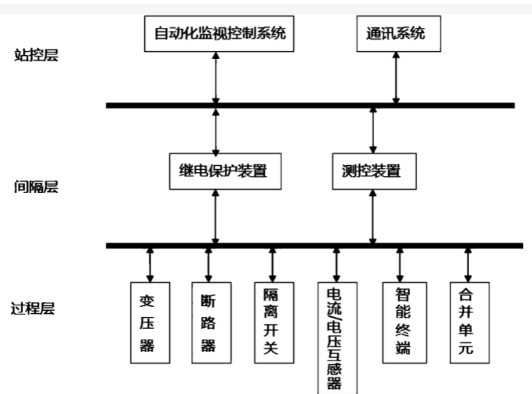 自动化监视控制系统
通讯系统
站控层
继电保护装置
测控装置
间隔层
过程层
变压器
断路器
隔离开关
电流/电压互感器
智能终端
合并单元